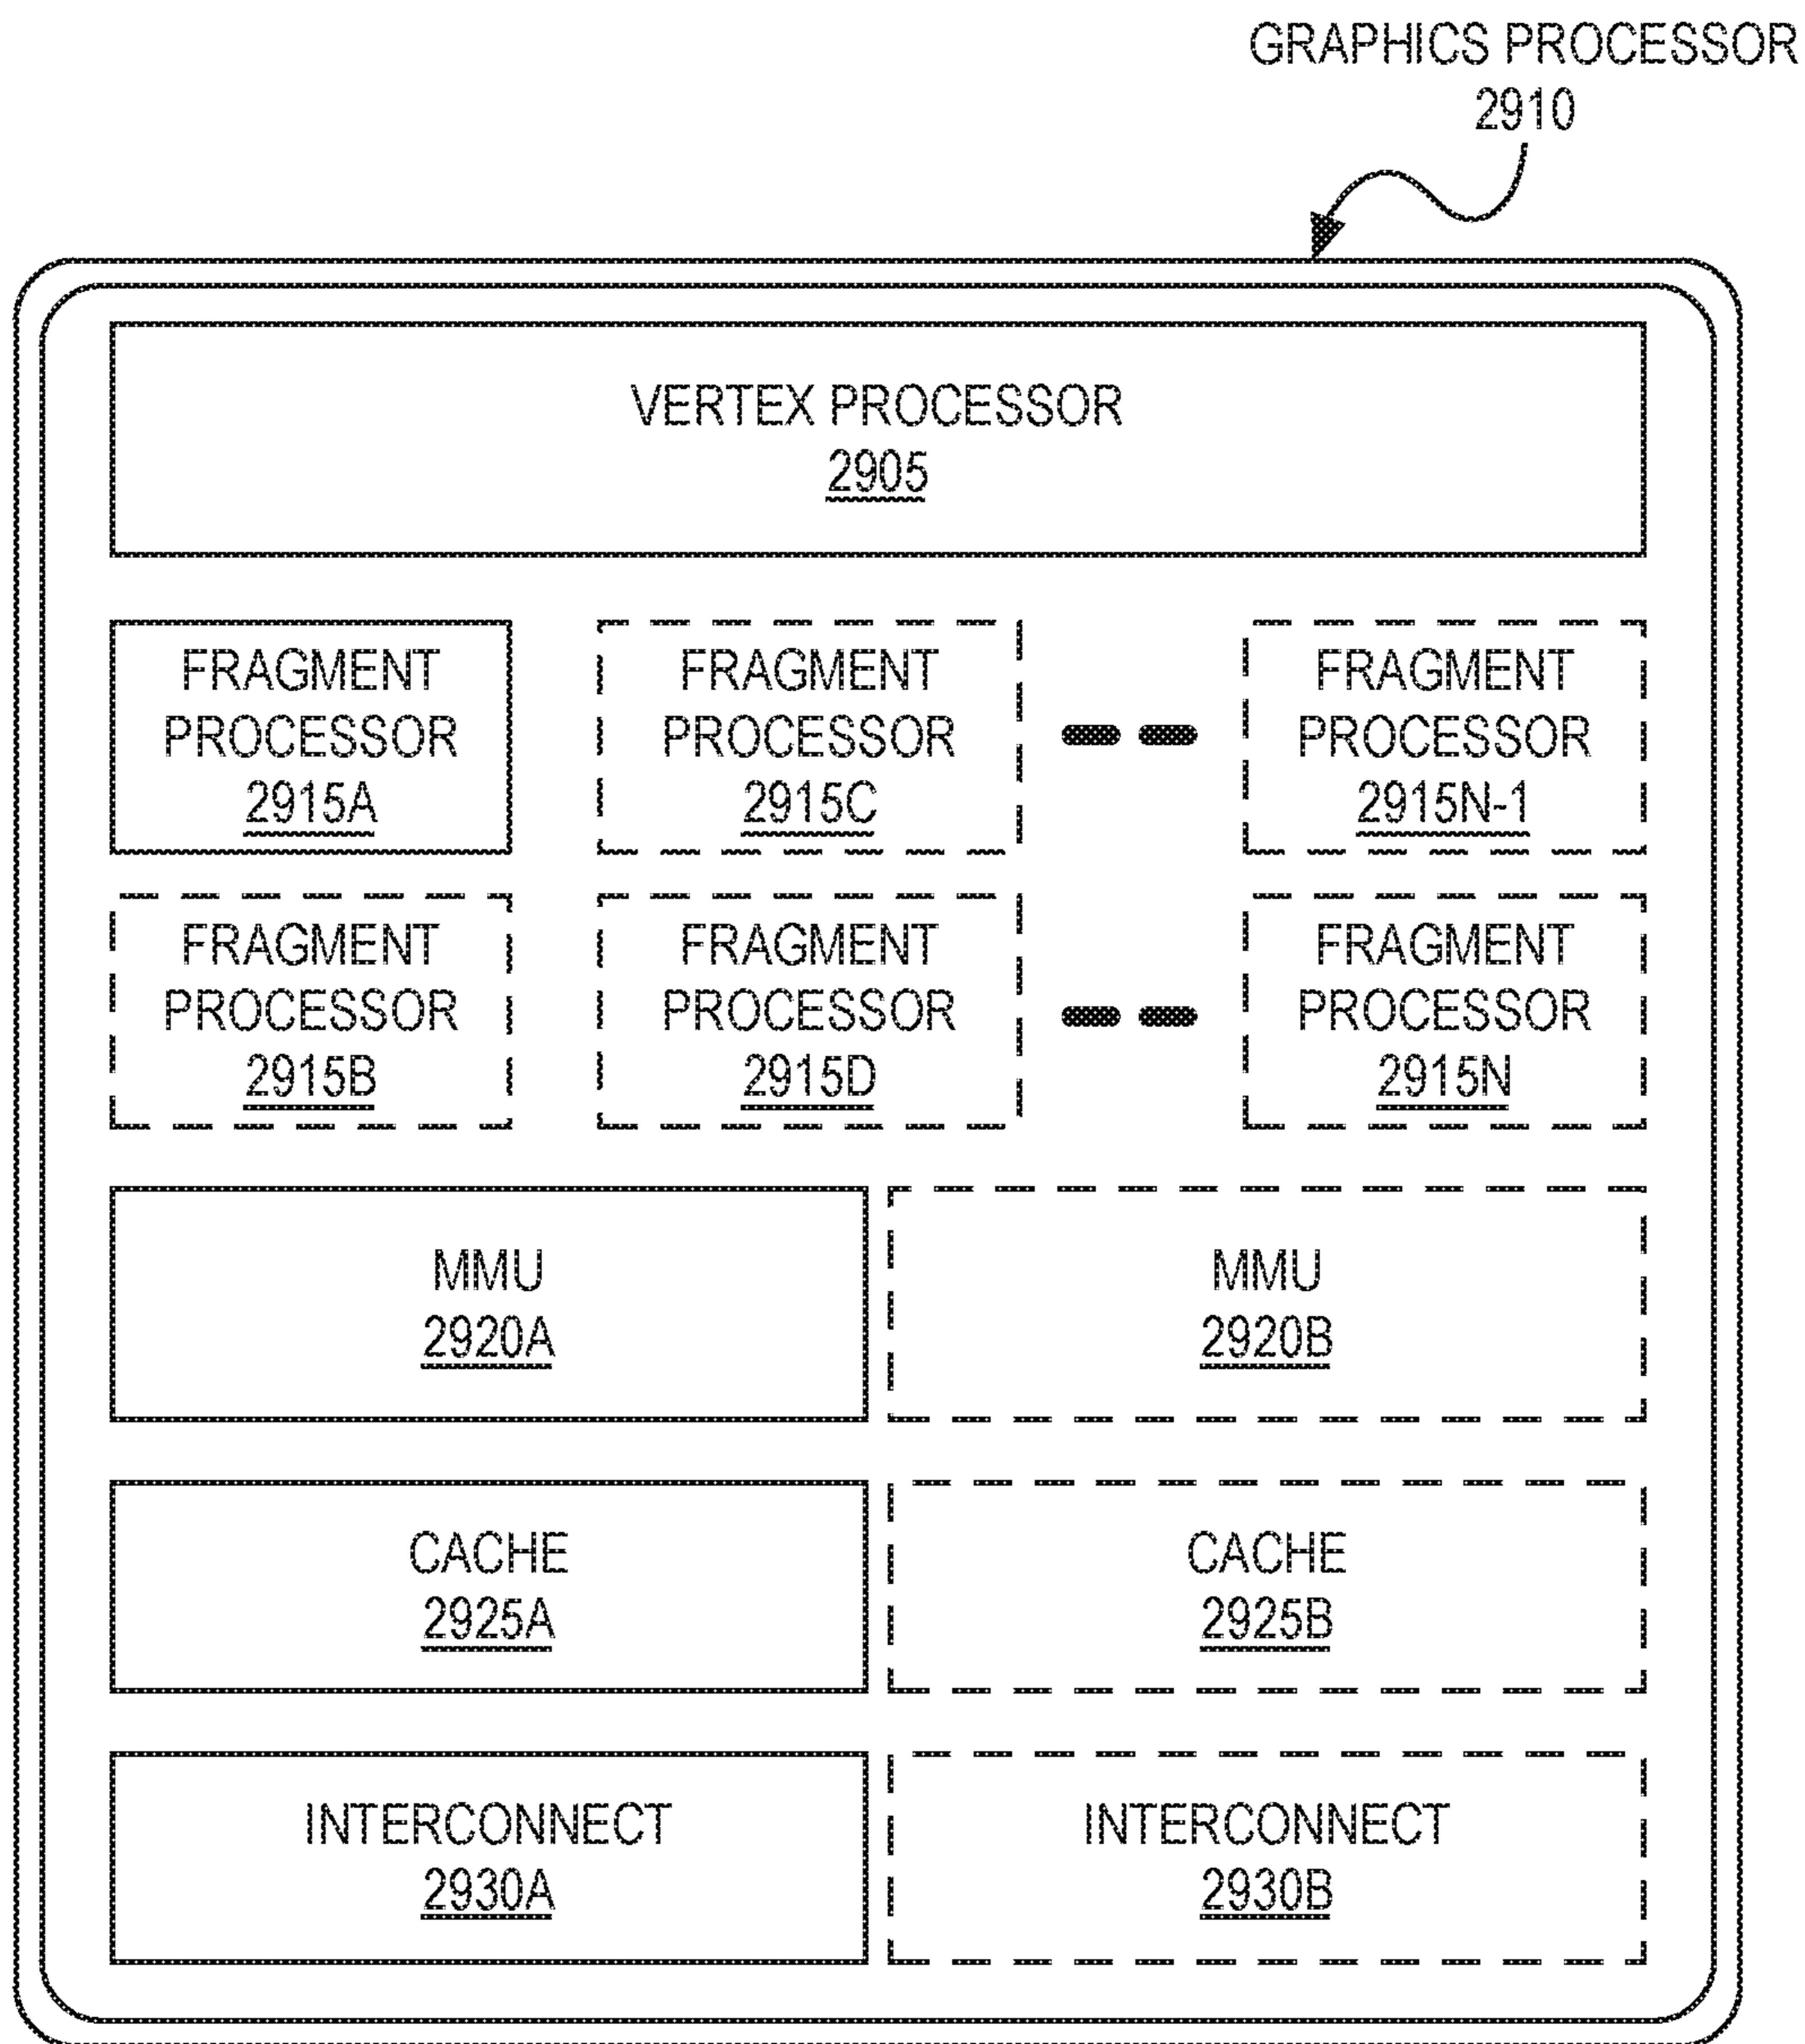 GRAPHICS PROCESSOR
2910
VERTEX PROCESSOR
2905
FRAGMENT
PROCESSOR
2915A
FRAGMENT
PROCESSOR
2915C
FRAGMENT
PROCESSOR
2915N-1
FRAGMENT
PROCESSOR
2915B
FRAGMENT
PROCESSOR
2915D
FRAGMENT
PROCESSOR
2915N
MMU
2920A
MMU
2920B
CACHE
2925A
CACHE
2925B
INTERCONNECT
2930A
INTERCONNECT
2930B